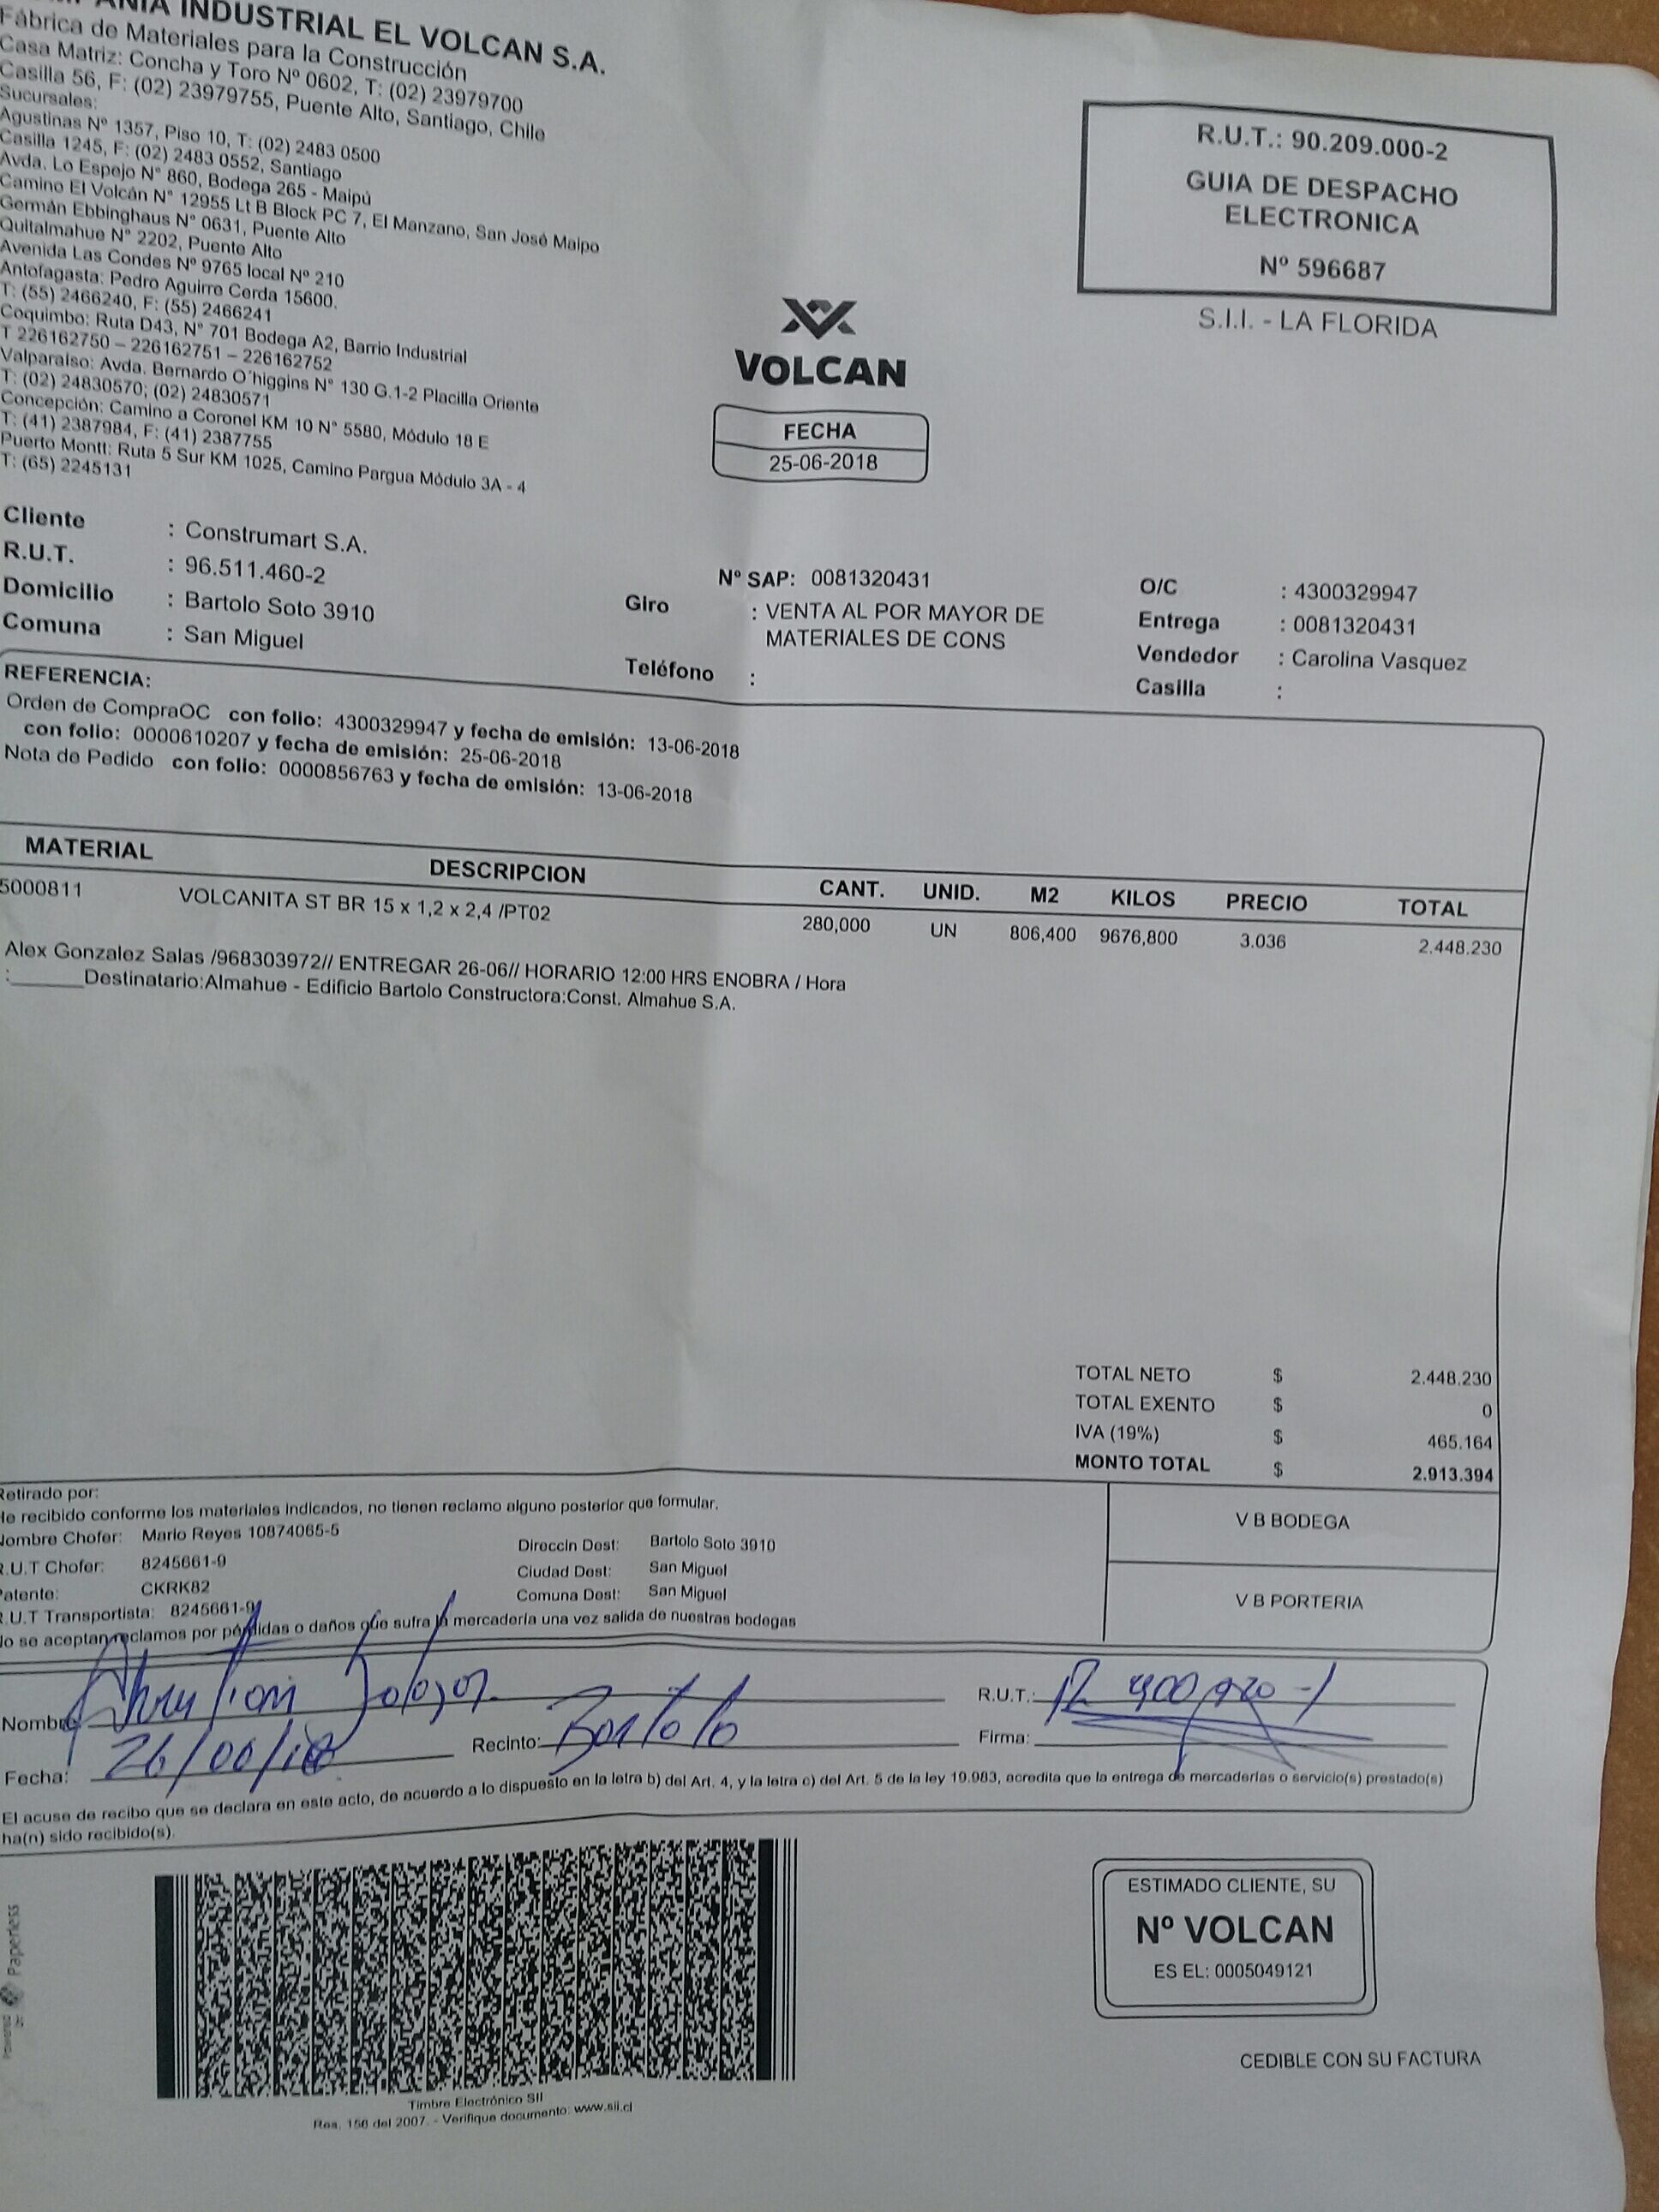 INDUSTRIAL EL VOLCAN S.A.
Fábrica de Materiales para la Construcción
Casa Matriz: Concha y Toro Nº 0602, T: (02) 23979700
Casilla 56, F: (02) 23979755, Puente Alto, Santiago, Chile
Sucursales:
Agustinas Nº 1357, Piso 10, T: (02) 2483 0500
Casilla 1245, F: (02) 2483 0552, Santiago
Avda. Lo Espejo N° 860, Bodega 265 - Maipú
Camino El Volcán N° 12955 Lt B Block PC 7, El Manzano, San José Maipo
Germán Ebbinghaus N° 0631, Puente Alto
Quitalmahue N° 2202, Puente Alto
Avenida Las Condes Nº 9765 local Nº 210
Antofagasta: Pedro Aguirre Cerda 15600.
T: (55) 2466240, F: (55) 2466241
Coquimbo: Ruta D43, N° 701 Bodega A2, Barrio Industrial
T 226162750 – 226162751 – 226162752
Valparaíso: Avda. Bernardo O´higgins N° 130 G.1-2 Placilla Oriente
T: (02) 24830570; (02) 24830571
Concepción: Camino a Coronel KM 10 N° 5580, Módulo 18 E
T: (41) 2387984, F: (41) 2387755
Puerto Montt: Ruta 5 Sur KM 1025, Camino Pargua Módulo 3A - 4
T: (65) 2245131
R.U.T.: 90.209.000-2
GUIA DE DESPACHO
ELECTRONICA
Nº 596687
S.I.I. - LA FLORIDA
VOLCAN
FECHA
25-06-2018
Cliente : Construmart S.A.
R.U.T. : 96.511.460-2
Domicilio : Bartolo Soto 3910
Comuna : San Miguel
Nº SAP: 0081320431
Giro : VENTA AL POR MAYOR DE
MATERIALES DE CONS
Teléfono :
O/C : 4300329947
Entrega : 0081320431
Vendedor : Carolina Vasquez
Casilla :
REFERENCIA:
Orden de CompraOC con folio: 4300329947 y fecha de emisión: 13-06-2018
con folio: 0000610207 y fecha de emisión: 25-06-2018
Nota de Pedido con folio: 0000856763 y fecha de emisión: 13-06-2018
MATERIAL DESCRIPCION CANT. UNID. M2 KILOS PRECIO TOTAL
5000811 VOLCANITA ST BR 15 x 1,2 x 2,4 /PT02 280,000 UN 806,400 9676,800 3.036 2.448.230
Alex Gonzalez Salas /968303972// ENTREGAR 26-06// HORARIO 12:00 HRS ENOBRA / Hora
:______Destinatario:Almahue - Edificio Bartolo Constructora:Const. Almahue S.A.
TOTAL NETO $ 2.448.230
TOTAL EXENTO $ 0
IVA (19%) $ 465.164
MONTO TOTAL $ 2.913.394
Retirado por:
He recibido conforme los materiales indicados, no tienen reclamo alguno posterior que formular.
Nombre Chofer: Mario Reyes 10874065-5
R.U.T Chofer: 8245661-9
Patente: CKRK82
R.U.T Transportista: 8245661-9
Direccin Dest: Bartolo Soto 3910
Ciudad Dest: San Miguel
Comuna Dest: San Miguel
No se aceptan reclamos por pérdidas o daños que sufra la mercadería una vez salida de nuestras bodegas
V B BODEGA
V B PORTERIA
Nombre
R.U.T.:
Fecha: 26/06/18
Recinto: Bartolo
Firma:
El acuse de recibo que se declara en este acto, de acuerdo a lo dispuesto en la letra b) del Art. 4, y la letra c) del Art. 5 de la ley 19.983, acredita que la entrega de mercaderías o servicio(s) prestado(s)
ha(n) sido recibido(s).
Powered Paperless
Timbre Electrónico SII
Res. 156 del 2007. - Verifique documento: www.sii.cl
ESTIMADO CLIENTE, SU
Nº VOLCAN
ES EL: 0005049121
CEDIBLE CON SU FACTURA